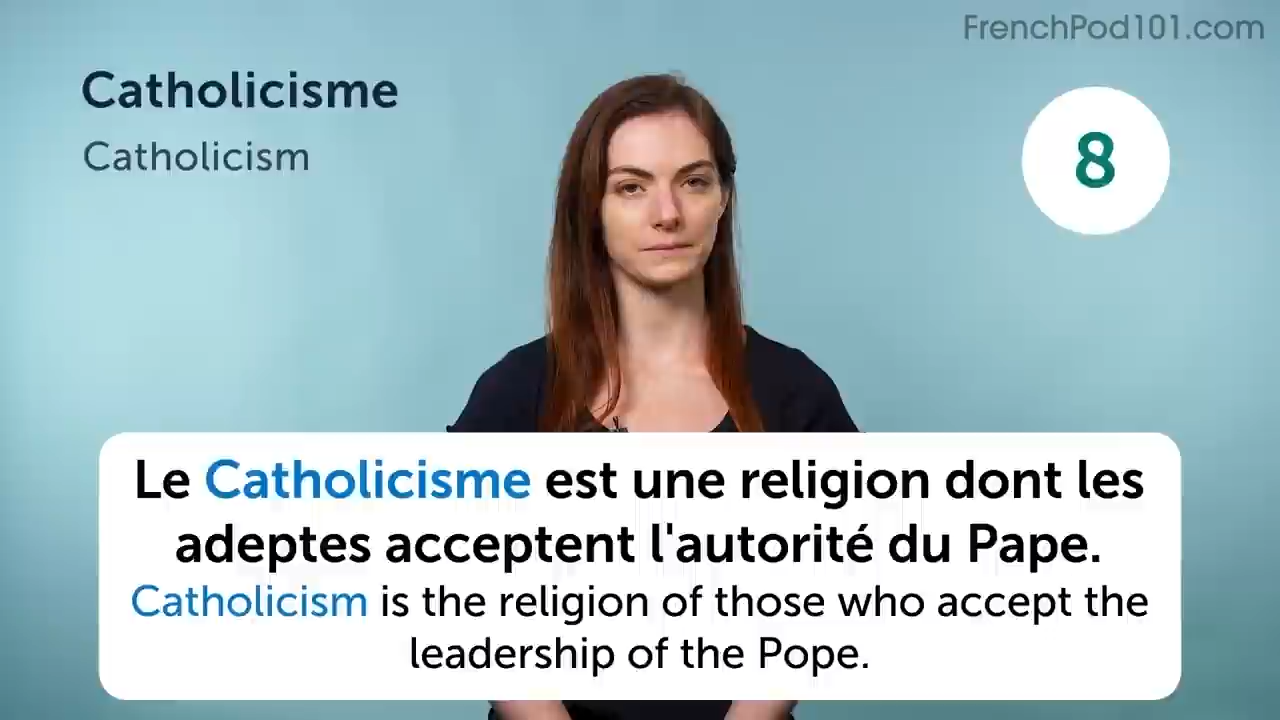 FrenchPod101.com
Catholicisme
Catholicism
8
Le Catholicisme est une religion dont les
adeptes acceptent l'autorité du Pape.
Catholicism is the religion of those who accept the
leadership of the Pope.